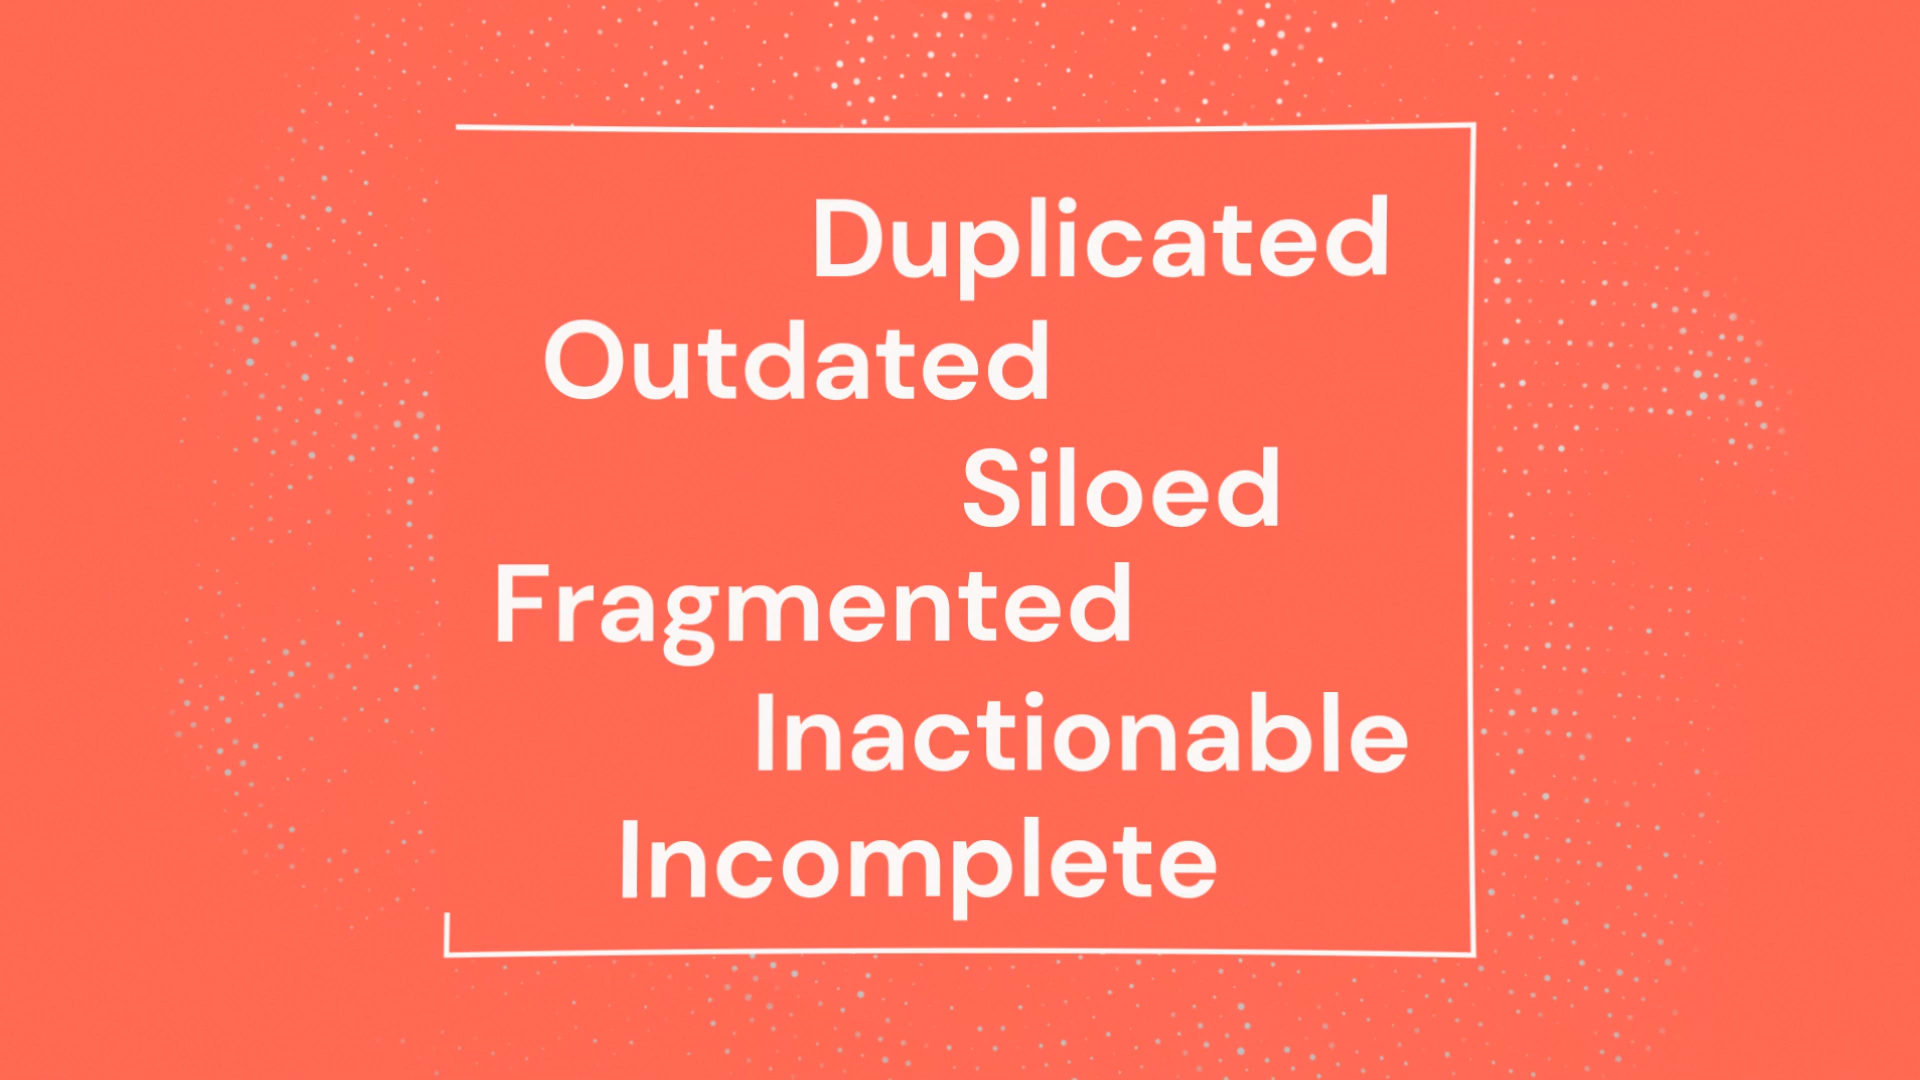 Duplicated
Outdated
Siloed
Fragmented
Inactionable
Incomplete